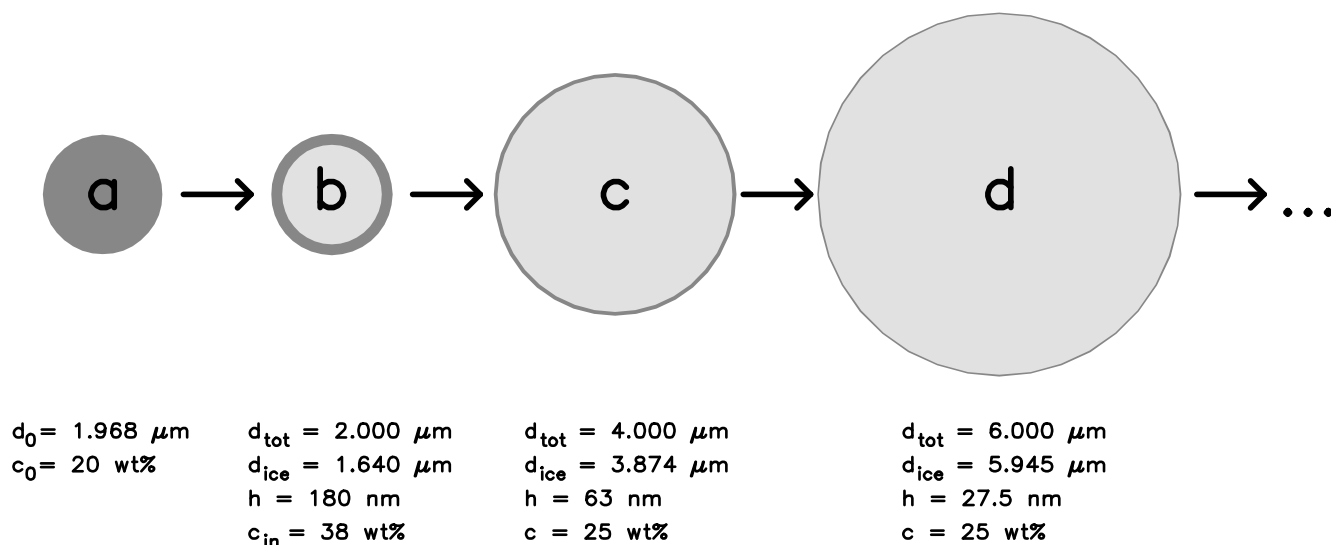 a
b
c
d
...
d0= 1.968 μm
c0= 20 wt%
dtot = 2.000 μm
dice = 1.640 μm
h = 180 nm
cin = 38 wt%
dtot = 4.000 μm
dice = 3.874 μm
h = 63 nm
c = 25 wt%
dtot = 6.000 μm
dice = 5.945 μm
h = 27.5 nm
c = 25 wt%